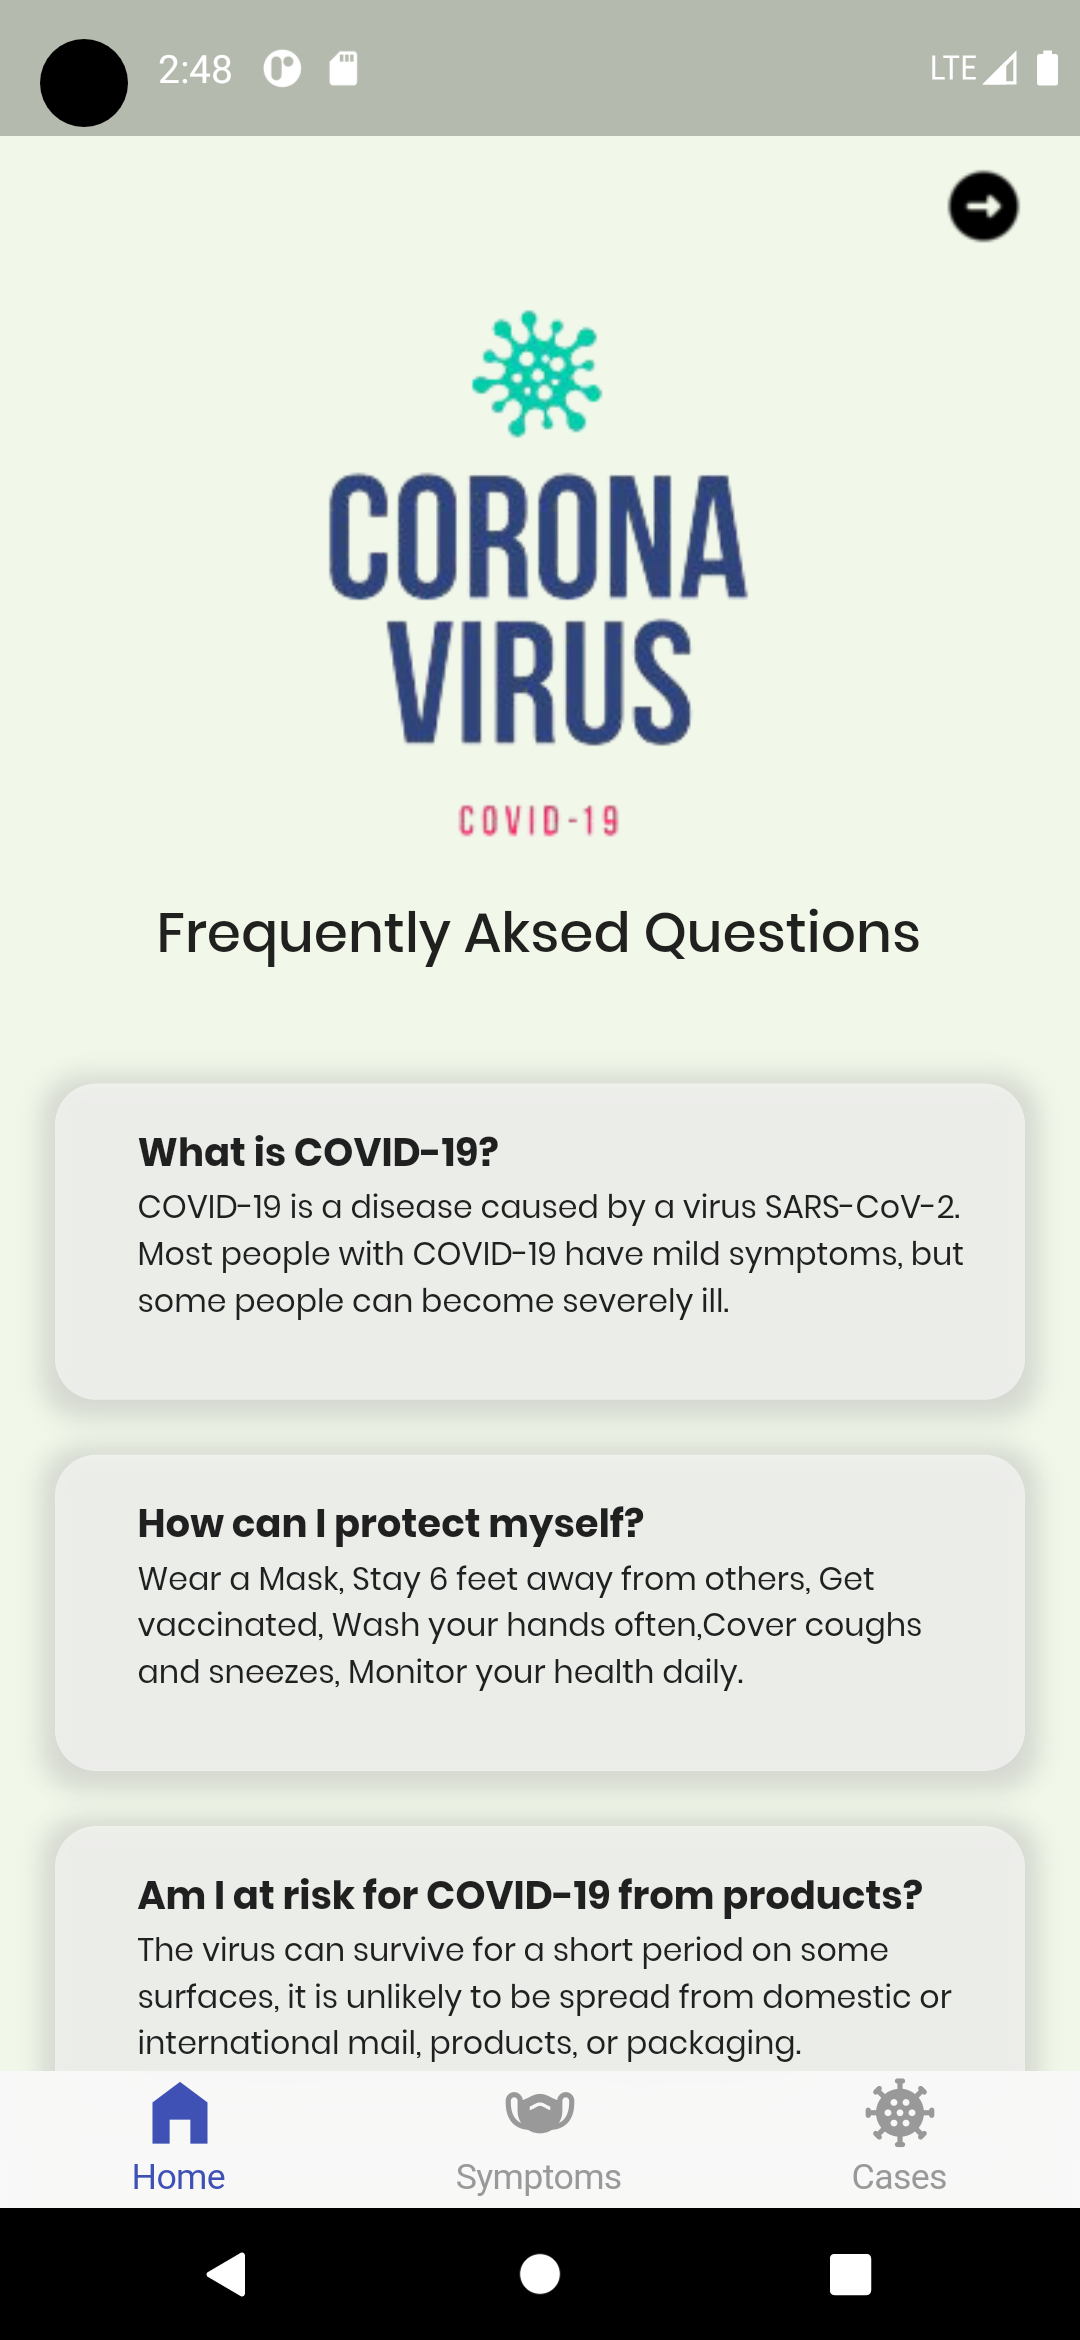 2:48
LTE
CORONA
VIRUS
COVID-19
Frequently Aksed Questions
What is COVID-19?
COVID-19 is a disease caused by a virus SARS-CoV-2.
Most people with COVID-19 have mild symptoms, but
some people can become severely ill.
How can I protect myself?
Wear a Mask, Stay 6 feet away from others, Get
vaccinated, Wash your hands often,Cover coughs
and sneezes, Monitor your health daily.
Am I at risk for COVID-19 from products?
The virus can survive for a short period on some
surfaces, it is unlikely to be spread from domestic or
international mail, products, or packaging.
Home
Symptoms
Cases